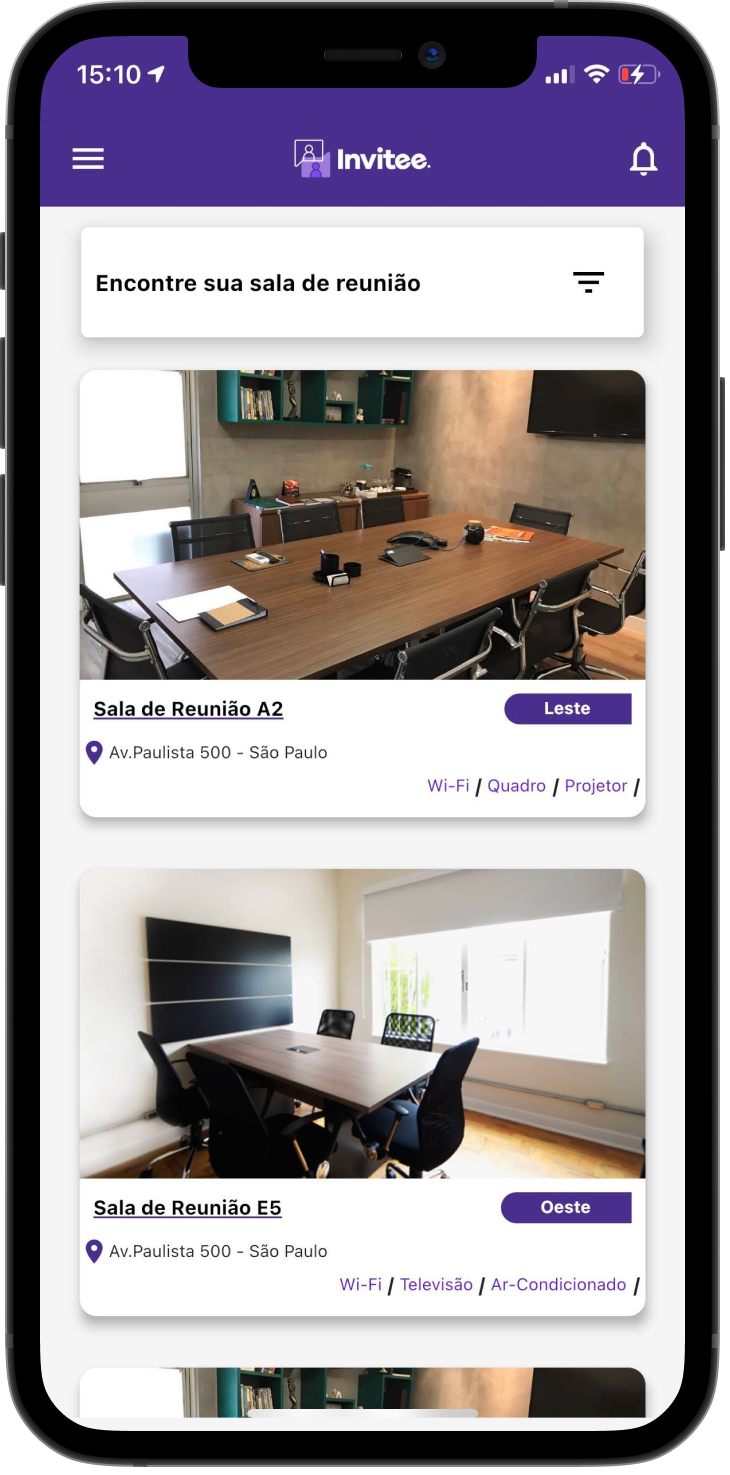 15:10
Invitee.
Encontre sua sala de reunião
Sala de Reunião A2
Leste
Av.Paulista 500 - São Paulo
Wi-Fi / Quadro / Projetor /
Sala de Reunião E5
Oeste
Av.Paulista 500 - São Paulo
Wi-Fi / Televisão / Ar-Condicionado /